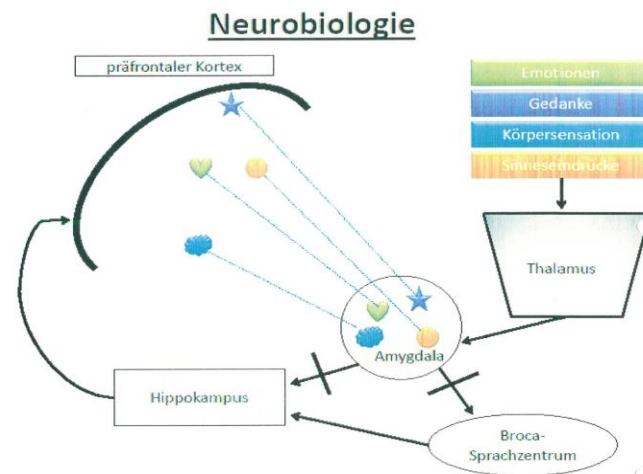 Neurobiologie
präfrontaler Kortex
Emotionen
Gedanke
Körpersensation
Sinneseindrücke
Thalamus
Amygdala
Hippokampus
Broca-
Sprachzentrum